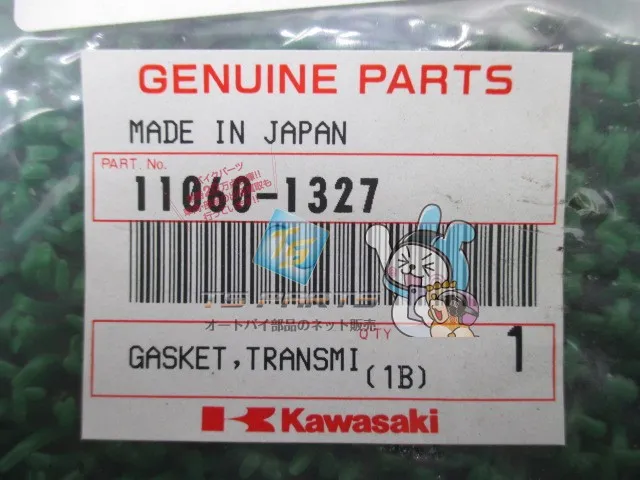 GENUINE PARTS
MADE IN JAPAN
PART. No.
11060-1327
オートバイ部品のネット販売
Q'TY
GASKET,TRANSMI
(1B)
1
Kawasaki